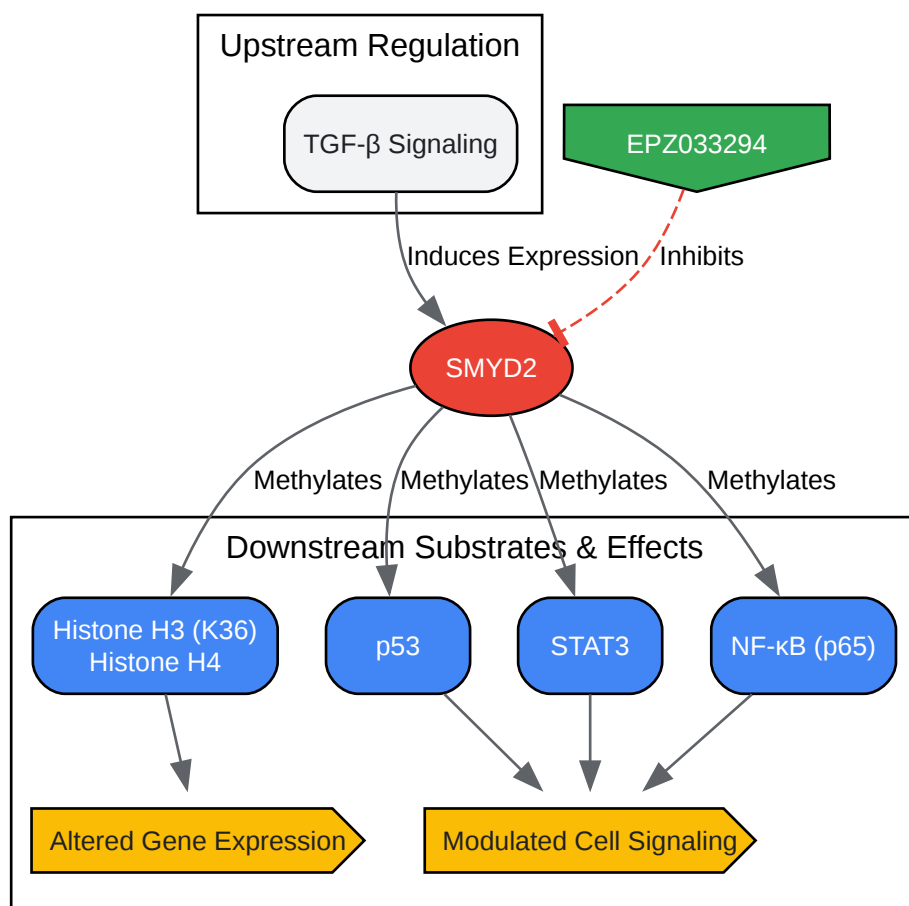 Upstream Regulation
TGF-β Signaling
EPZ033294
Induces Expression
Inhibits
SMYD2
Methylates
Methylates
Methylates
Methylates
Downstream Substrates & Effects
Histone H3 (K36)
Histone H4
p53
STAT3
NF-κB (p65)
Altered Gene Expression
Modulated Cell Signaling